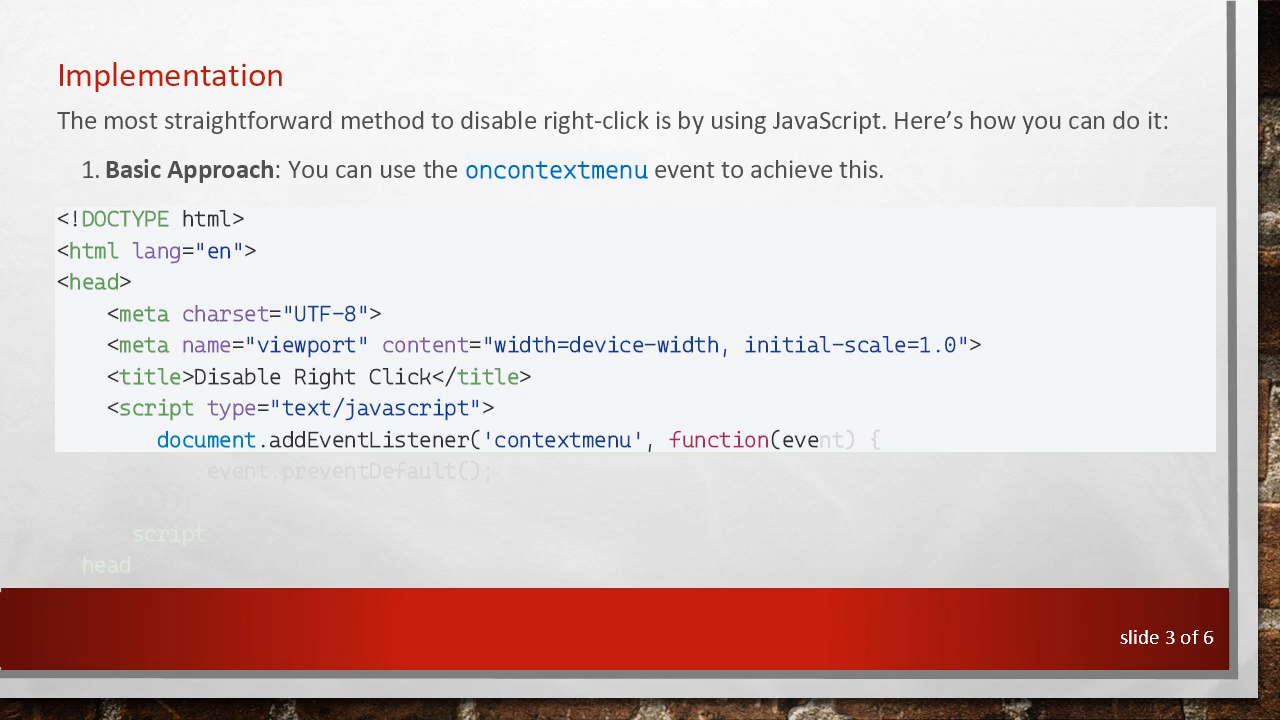 Implementation
The most straightforward method to disable right-click is by using JavaScript. Here’s how you can do it:
1. Basic Approach: You can use the oncontextmenu event to achieve this.
<!DOCTYPE html>
<html lang="en">
<head>
    <meta charset="UTF-8">
    <meta name="viewport" content="width=device-width, initial-scale=1.0">
    <title>Disable Right Click</title>
    <script type="text/javascript">
        document.addEventListener('contextmenu', function(event) {
            event.preventDefault();
        });
script
head
slide 3 of 6